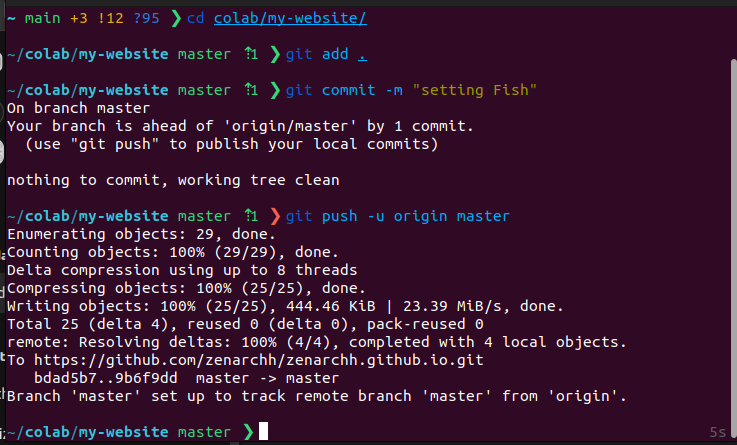 ~ main +3 !12 ?95 ❯ cd colab/my-website/
~/colab/my-website master ⇡1 ❯ git add .
~/colab/my-website master ⇡1 ❯ git commit -m "setting Fish"
On branch master
Your branch is ahead of 'origin/master' by 1 commit.
  (use "git push" to publish your local commits)
nothing to commit, working tree clean
~/colab/my-website master ⇡1 ❯ git push -u origin master
Enumerating objects: 29, done.
Counting objects: 100% (29/29), done.
Delta compression using up to 8 threads
Compressing objects: 100% (25/25), done.
Writing objects: 100% (25/25), 444.46 KiB | 23.39 MiB/s, done.
Total 25 (delta 4), reused 0 (delta 0), pack-reused 0
remote: Resolving deltas: 100% (4/4), completed with 4 local objects.
To https://github.com/zenarchh/zenarchh.github.io.git
   bdad5b7..9b6f9dd  master -> master
Branch 'master' set up to track remote branch 'master' from 'origin'.
~/colab/my-website master ❯ 5s